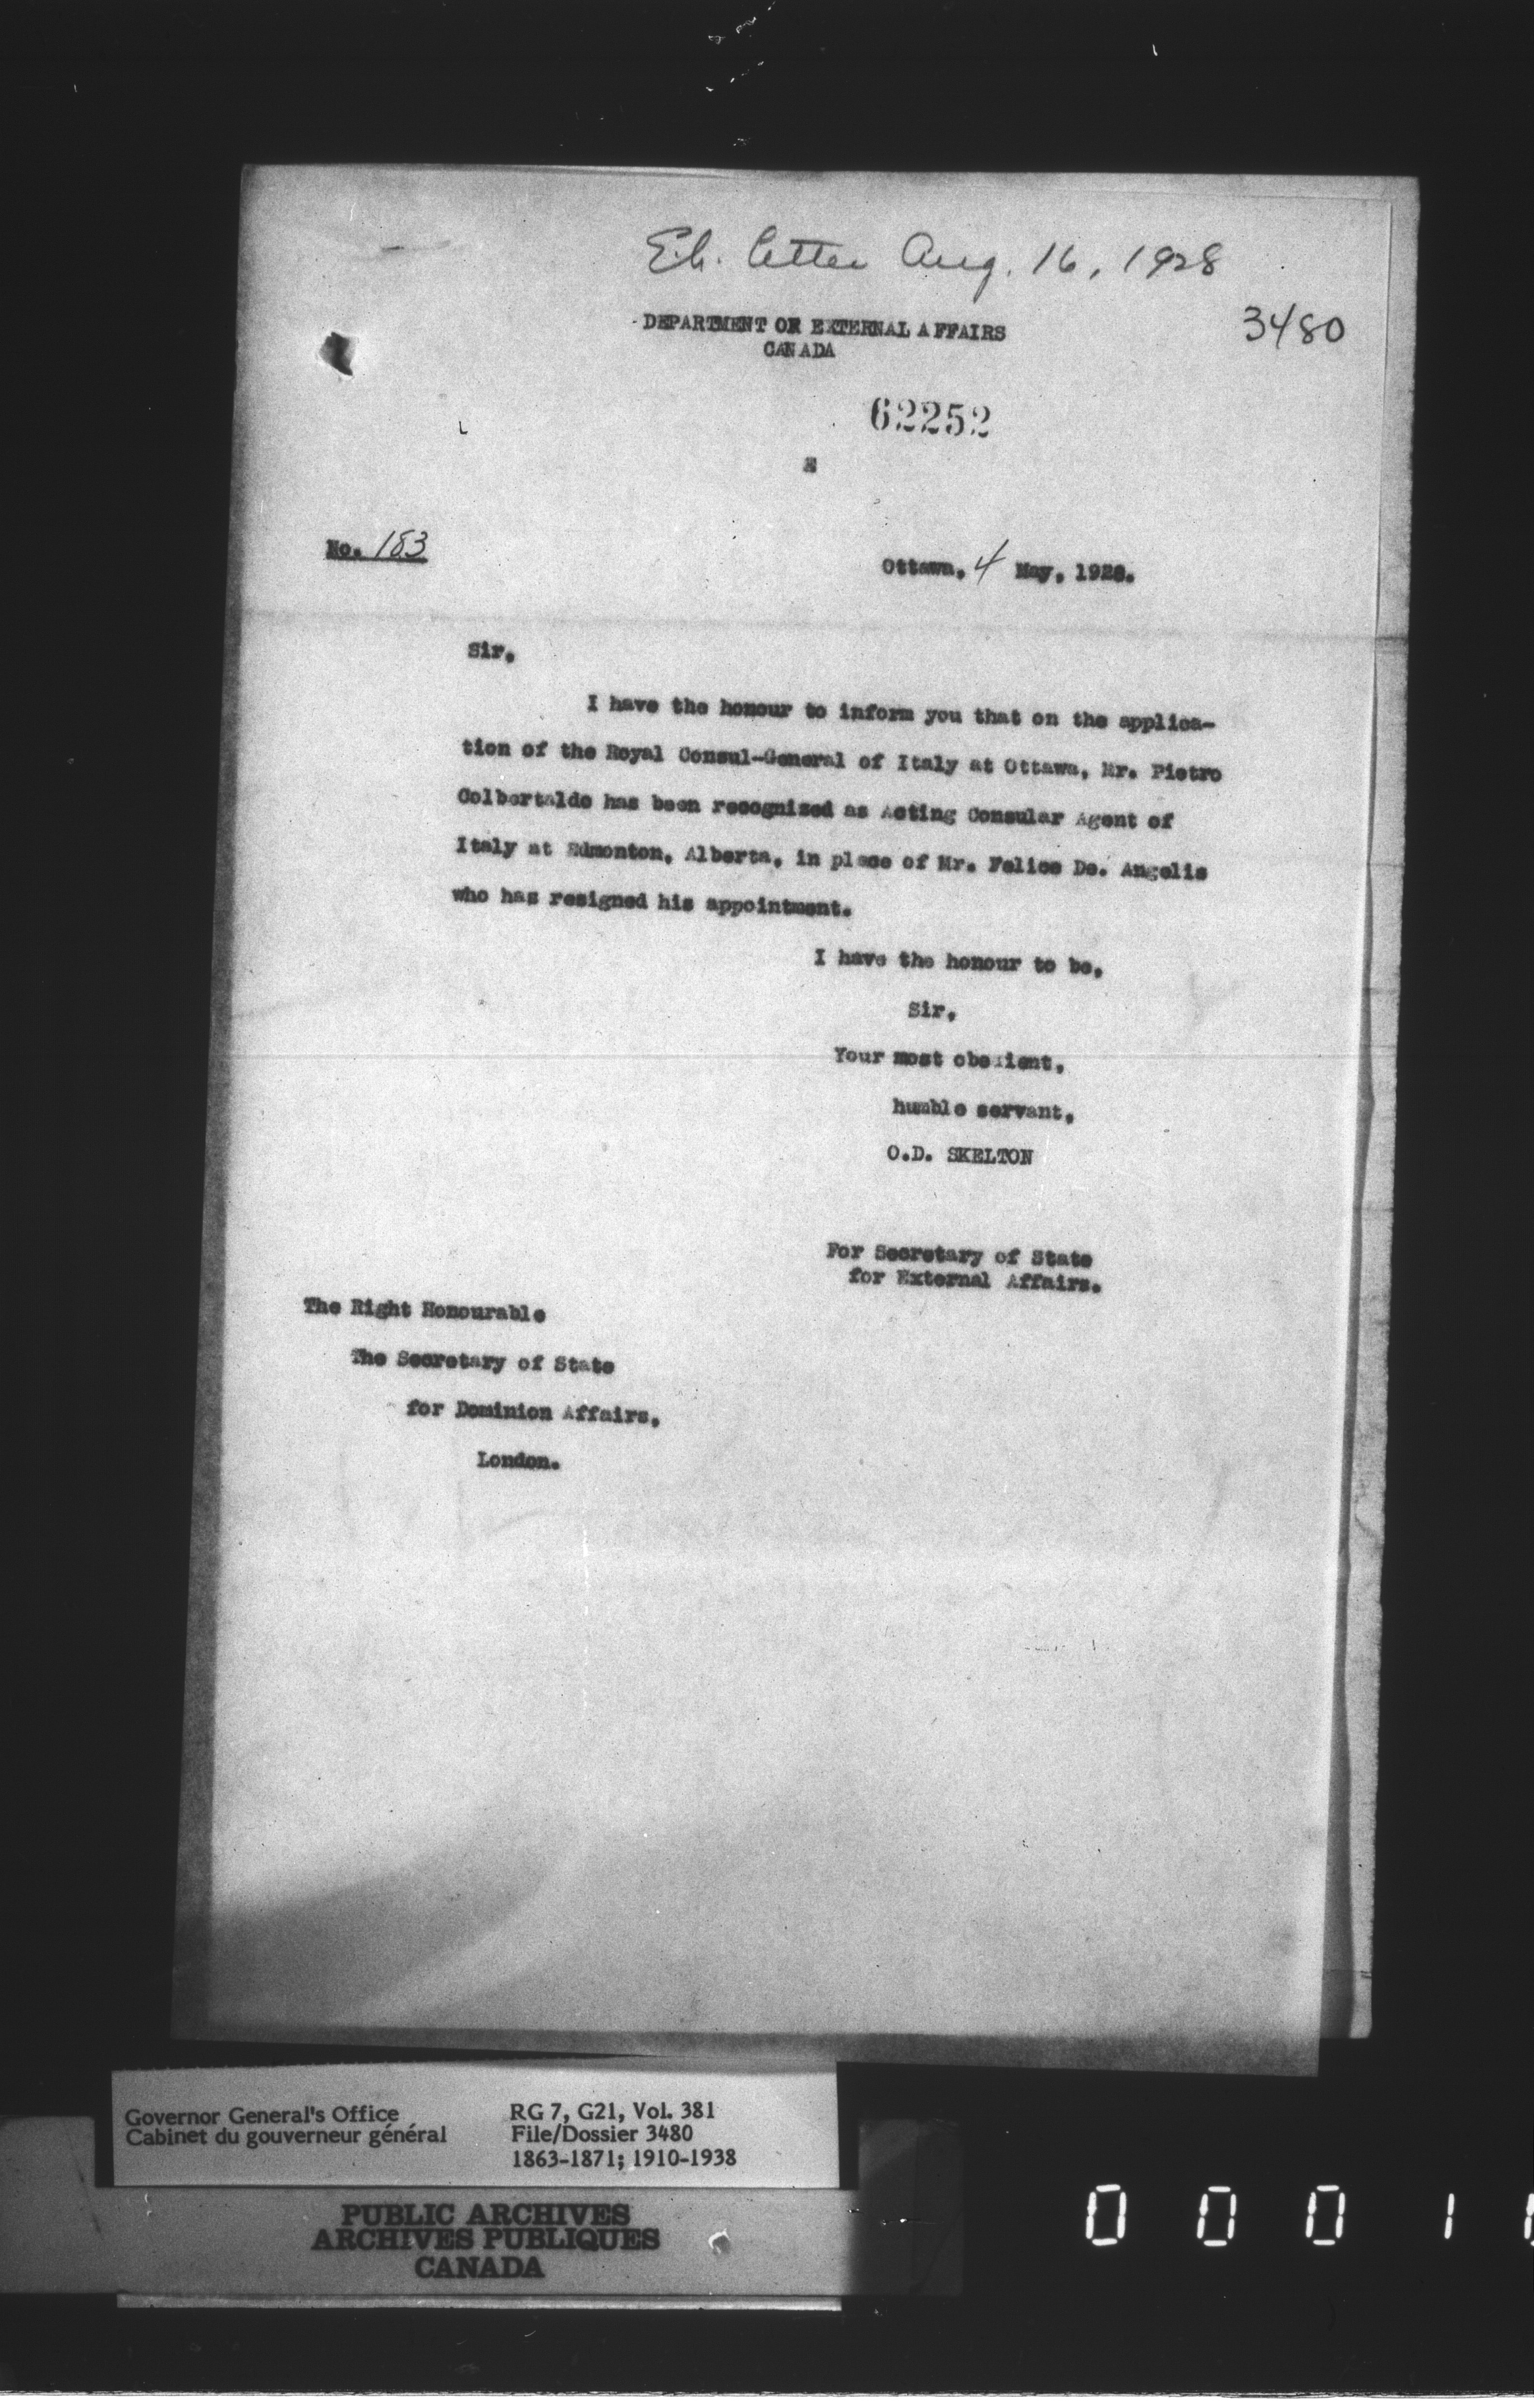 letter Aug. 16, 1928
DEPARTMENT OF EXTERNAL AFFAIRS
3480
CANADA
62252
E
No. 183
Ottawa, 4 May, 1928.
Sir,
I have the honour to inform you that on the applica-
tion of the Royal Consul-General of Italy at Ottawa, Mr. Pietro
Colbertaldo has been recognized as Acting Consular Agent of
Italy at Edmonton, Alberta, in place of Mr. Felice De. Angelis
who has resigned his appointment.
I have the honour to be,
Sir,
Your most obedient,
humble servant,
O.D. SKELTON
For Secretary of State
for External Affairs.
The Right Honourable
The Secretary of State
for Dominion Affairs,
London.
Governor General's Office
Cabinet du gouverneur général
RG 7, G21, Vol. 381
File/Dossier 3480
1863-1871; 1910-1938
PUBLIC ARCHIVES
ARCHIVES PUBLIQUES
CANADA
0 0 0 1